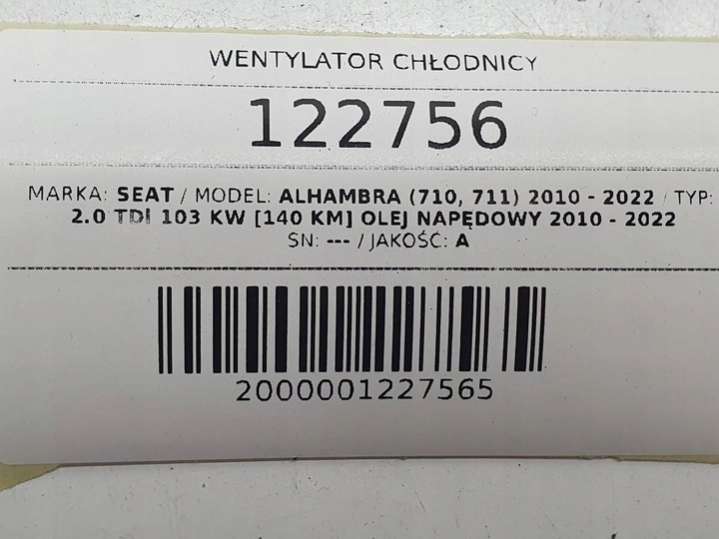 WENTYLATOR CHŁODNICY
122756
MARKA: SEAT / MODEL: ALHAMBRA (710, 711) 2010 - 2022 / TYP:
2.0 TDI 103 KW [140 KM] OLEJ NAPĘDOWY 2010 - 2022
SN: --- / JAKOŚĆ: A
2000001227565